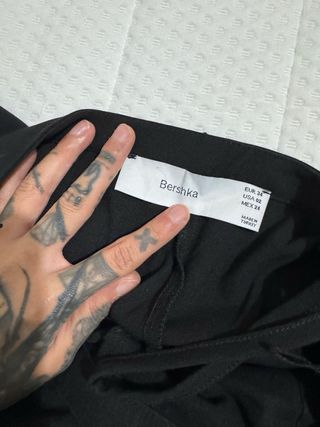 Bershka
EUR 34
USA 02
MEX 24
MADE IN
TURKEY